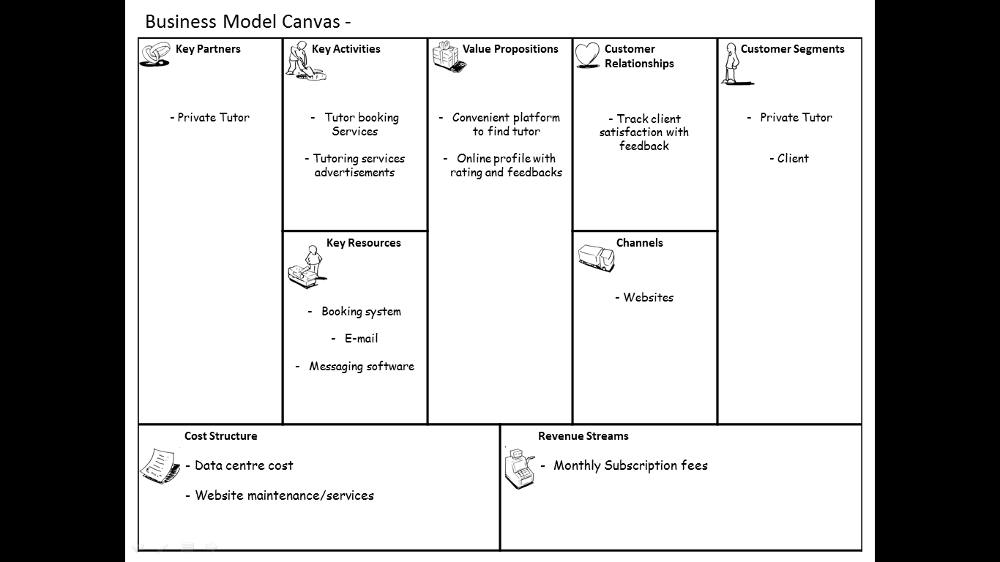 Business Model Canvas -
Key Partners
- Private Tutor
Key Activities
- Tutor booking
Services
- Tutoring services
advertisements
Key Resources
- Booking system
- E-mail
- Messaging software
Value Propositions
- Convenient platform
to find tutor
- Online profile with
rating and feedbacks
Customer
Relationships
- Track client
satisfaction with
feedback
Channels
- Websites
Customer Segments
- Private Tutor
- Client
Cost Structure
- Data centre cost
- Website maintenance/services
Revenue Streams
- Monthly Subscription fees